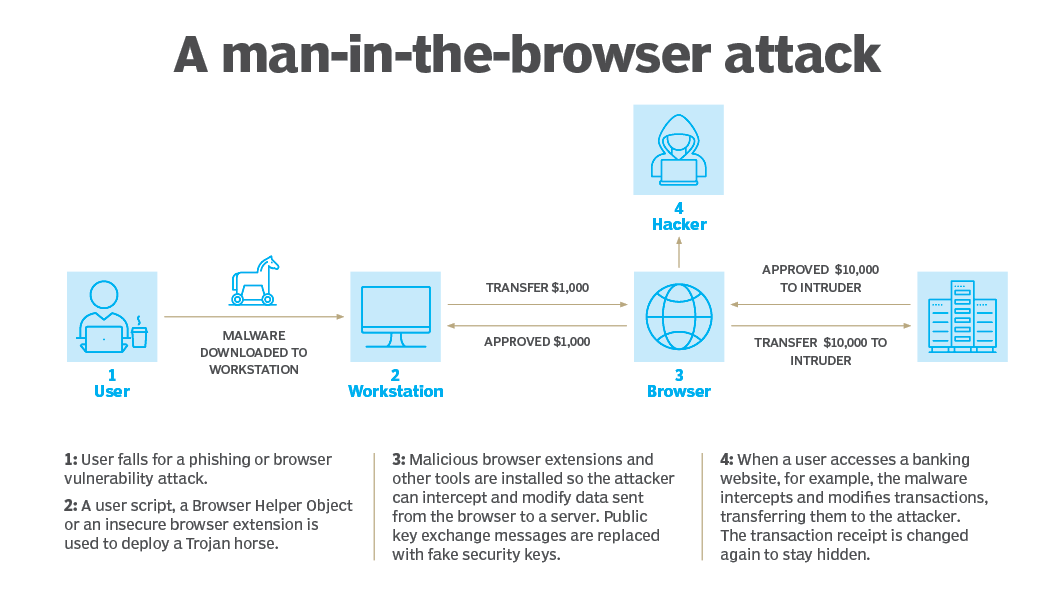 A man-in-the-browser attack
4
Hacker
MALWARE
DOWNLOADED TO
WORKSTATION
TRANSFER $1,000
APPROVED $1,000
APPROVED $10,000
TO INTRUDER
TRANSFER $10,000 TO
INTRUDER
1
User
2
Workstation
3
Browser
1: User falls for a phishing or browser
vulnerability attack.
2: A user script, a Browser Helper Object
or an insecure browser extension is
used to deploy a Trojan horse.
3: Malicious browser extensions and
other tools are installed so the attacker
can intercept and modify data sent
from the browser to a server. Public
key exchange messages are replaced
with fake security keys.
4: When a user accesses a banking
website, for example, the malware
intercepts and modifies transactions,
transferring them to the attacker.
The transaction receipt is changed
again to stay hidden.